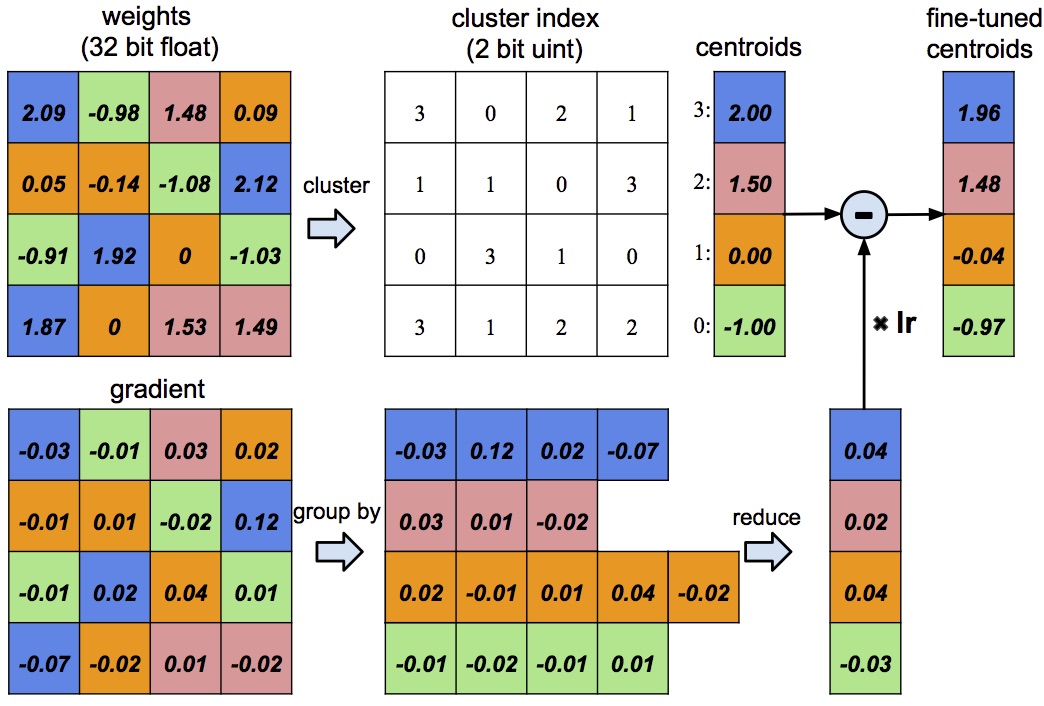 weights
(32 bit float)
cluster index
(2 bit uint)
centroids
fine-tuned
centroids
2.09 -0.98 1.48 0.09
3 0 2 1
3: 2.00
1.96
0.05 -0.14 -1.08 2.12
cluster
1 1 0 3
2: 1.50
1.48
-
-0.91 1.92 0 -1.03
0 3 1 0
1: 0.00
-0.04
1.87 0 1.53 1.49
3 1 2 2
0: -1.00
× lr
-0.97
gradient
-0.03 -0.01 0.03 0.02
-0.03 0.12 0.02 -0.07
0.04
-0.01 0.01 -0.02 0.12
group by
0.03 0.01 -0.02
reduce
0.02
-0.01 0.02 0.04 0.01
0.02 -0.01 0.01 0.04 -0.02
0.04
-0.07 -0.02 0.01 -0.02
-0.01 -0.02 -0.01 0.01
-0.03